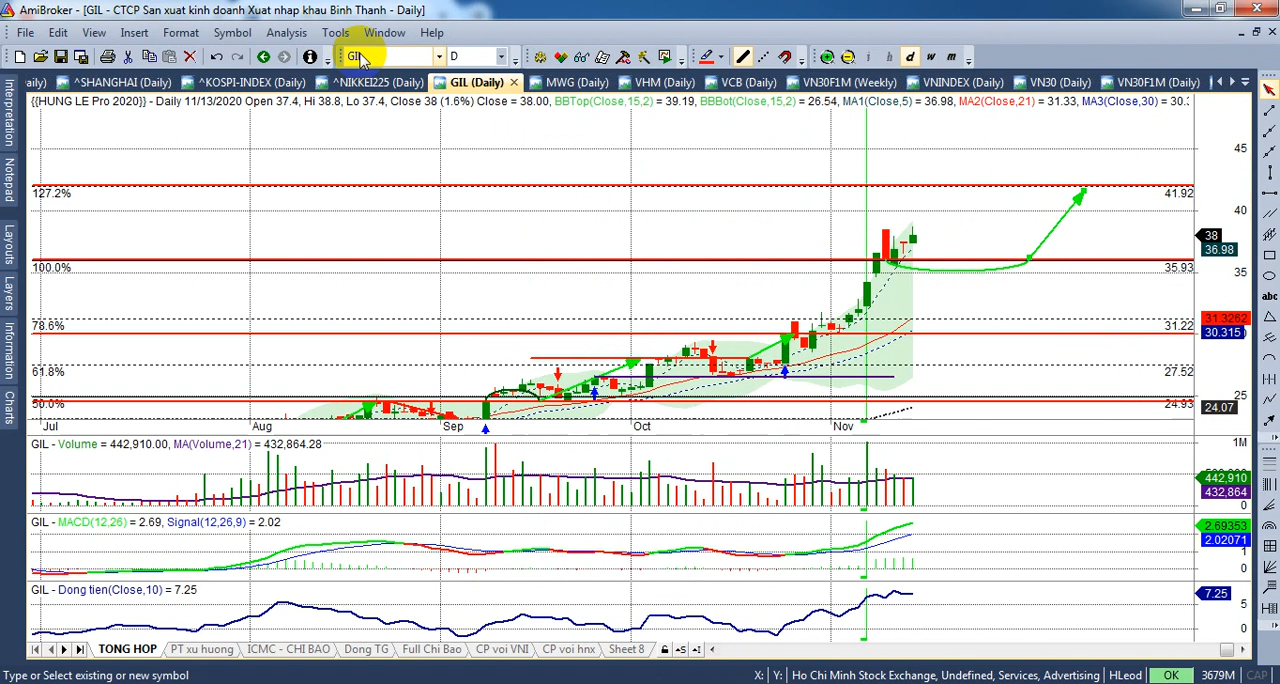 AmiBroker - [GIL - CTCP San xuat kinh doanh Xuat nhap khau Binh Thanh - Daily]
File Edit View Insert Format Symbol Analysis Tools Window Help
GIL D
i d w m
aily) ^SHANGHAI (Daily) ^KOSPI-INDEX (Daily) ^NIKKEI225 (Daily) GIL (Daily) MWG (Daily) VHM (Daily) VCB (Daily) VN30F1M (Weekly) VNINDEX (Daily) VN30 (Daily) VN30F1M (Daily)
{{HUNG LE Pro 2020}} - Daily 11/13/2020 Open 37.4, Hi 38.8, Lo 37.4, Close 38 (1.6%) Close = 38.00, BBTop(Close,15,2) = 39.19, BBBot(Close,15,2) = 26.54, MA1(Close,5) = 36.98, MA2(Close,21) = 31.33, MA3(Close,30) = 30.
Interpretation
Notepad
Layouts
Layers
Information
Charts
abc
45
127.2% 41.92
40
38
36.98
100.0% 35.93
35
31.3262
78.6% 31.22
30.315
61.8% 27.52
50.0% 24.93
25
24.07
Jul Aug Sep Oct Nov
GIL - Volume = 442,910.00, MA(Volume,21) = 432,864.28
1M
442,910
432,864
0
GIL - MACD(12,26) = 2.69, Signal(12,26,9) = 2.02
2.69353
2.02071
1
0
GIL - Dong tien(Close,10) = 7.25
7.25
5
0
TONG HOP PT xu huong ICMC - CHI BAO Dong TG Full Chi Bao CP voi VNI CP voi hnx Sheet 8
Type or Select existing or new symbol X: Y: Ho Chi Minh Stock Exchange, Undefined, Services, Advertising HLeod OK 3679M CAP